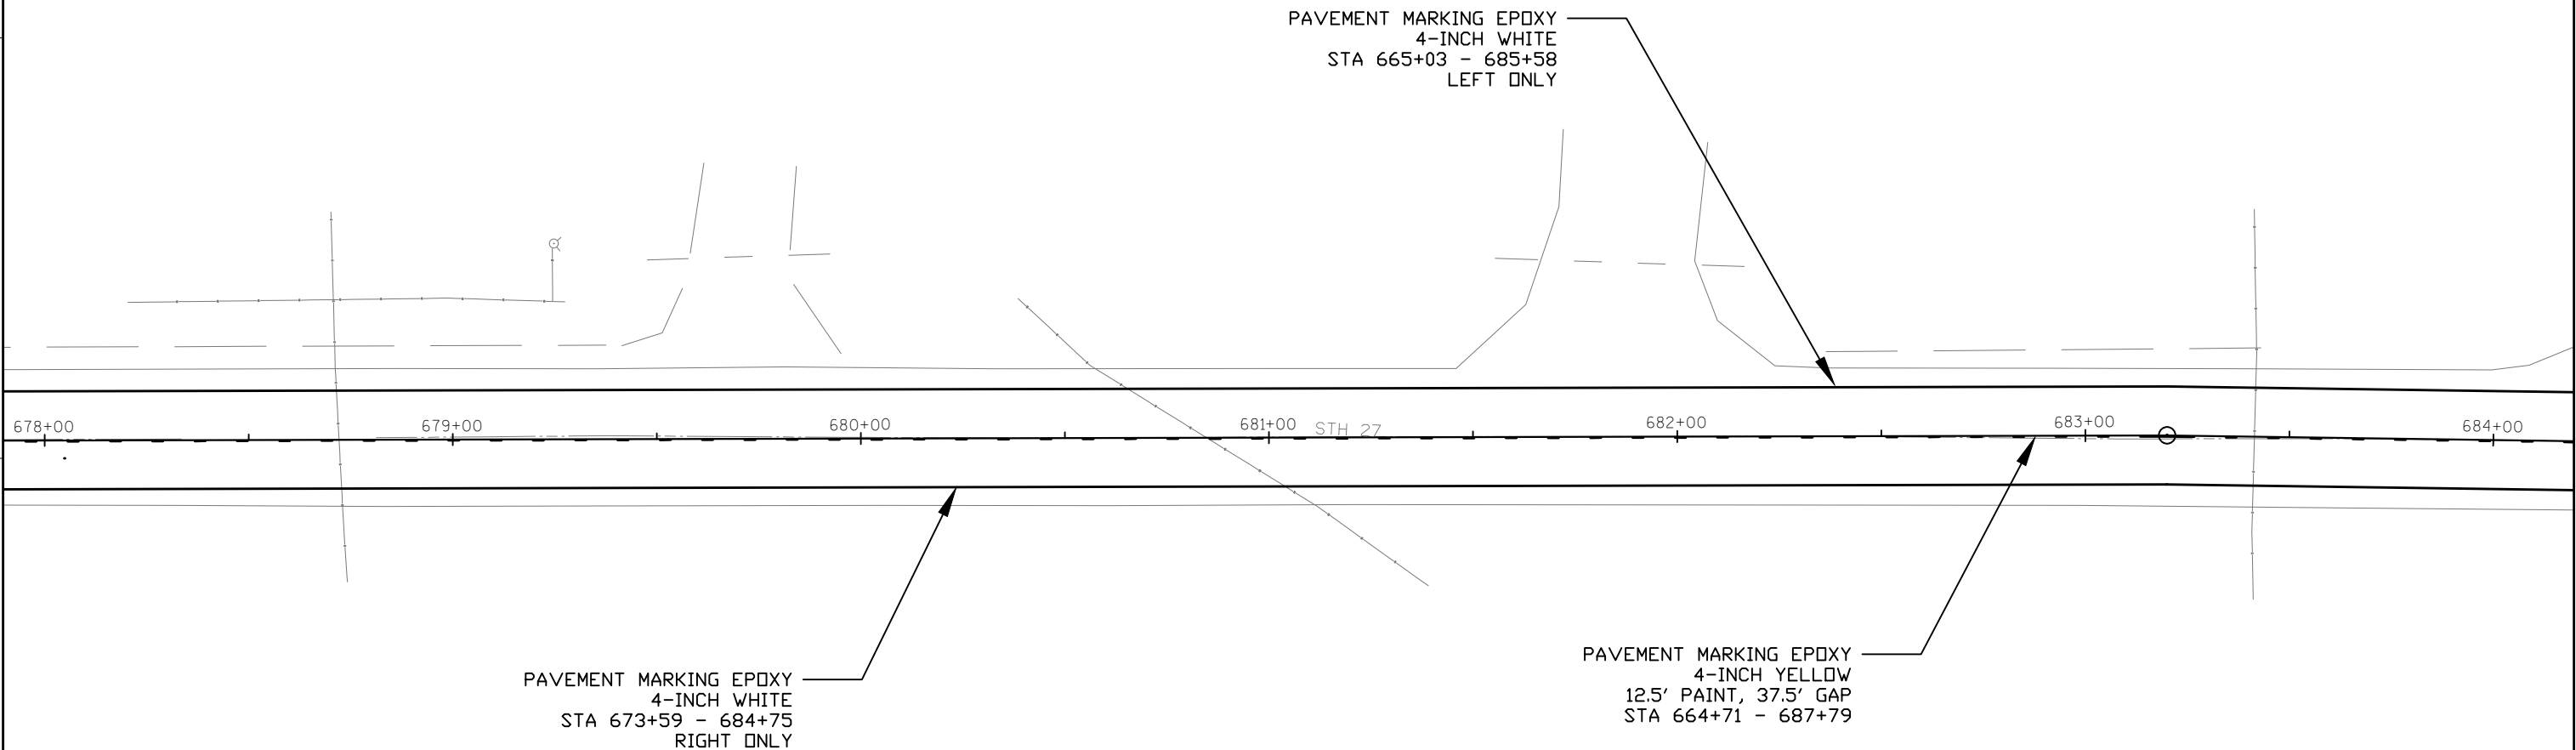 PAVEMENT MARKING EPOXY
4-INCH WHITE
STA 665+03 - 685+58
LEFT ONLY
678+00
679+00
680+00
681+00
STH 27
682+00
683+00
684+00
PAVEMENT MARKING EPOXY
4-INCH WHITE
STA 673+59 - 684+75
RIGHT ONLY
PAVEMENT MARKING EPOXY
4-INCH YELLOW
12.5' PAINT, 37.5' GAP
STA 664+71 - 687+79